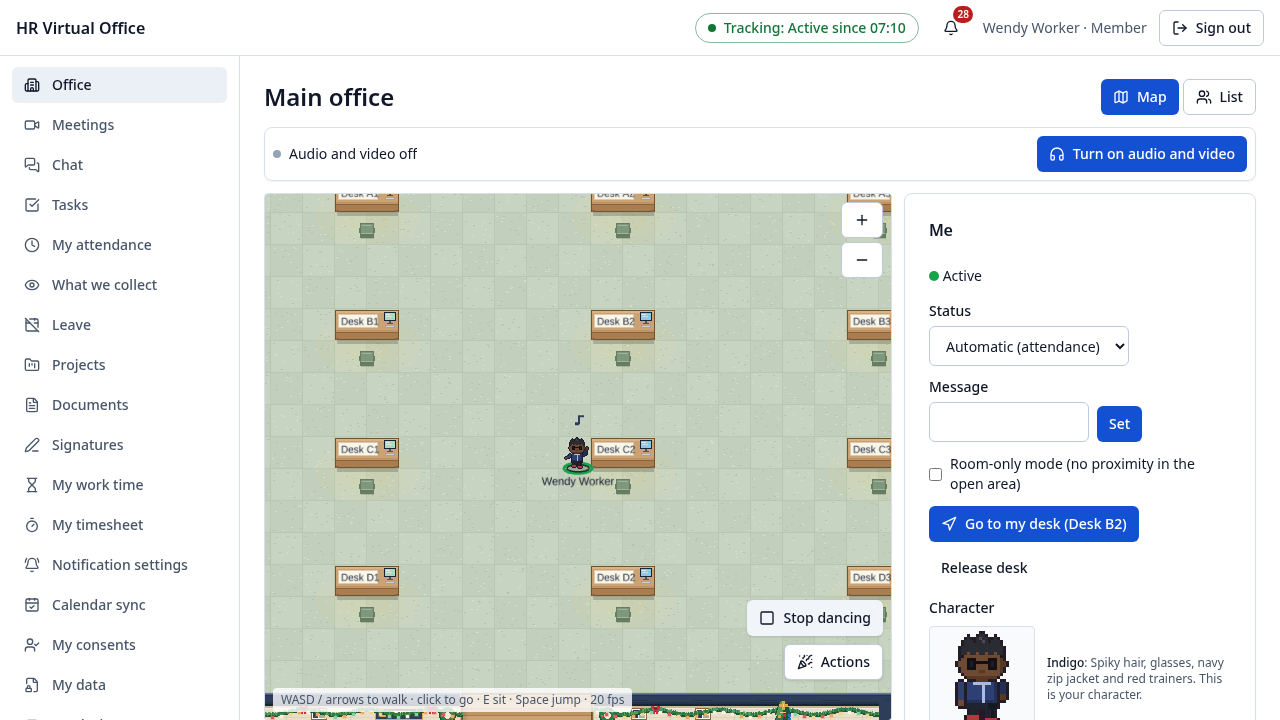 HR Virtual Office
Tracking: Active since 07:10
28
Wendy Worker · Member
Sign out
Office
Meetings
Chat
Tasks
My attendance
What we collect
Leave
Projects
Documents
Signatures
My work time
My timesheet
Notification settings
Calendar sync
My consents
My data
Main office
Map
List
Audio and video off
Turn on audio and video
+
−
Desk B1
Desk B2
Desk B3
Desk C1
Desk C2
Desk C3
Wendy Worker
Desk D1
Desk D2
Desk D3
Stop dancing
Actions
WASD / arrows to walk · click to go · E sit · Space jump · 20 fps
Me
Active
Status
Automatic (attendance)
Message
Set
Room-only mode (no proximity in the
open area)
Go to my desk (Desk B2)
Release desk
Character
Indigo: Spiky hair, glasses, navy
zip jacket and red trainers. This
is your character.